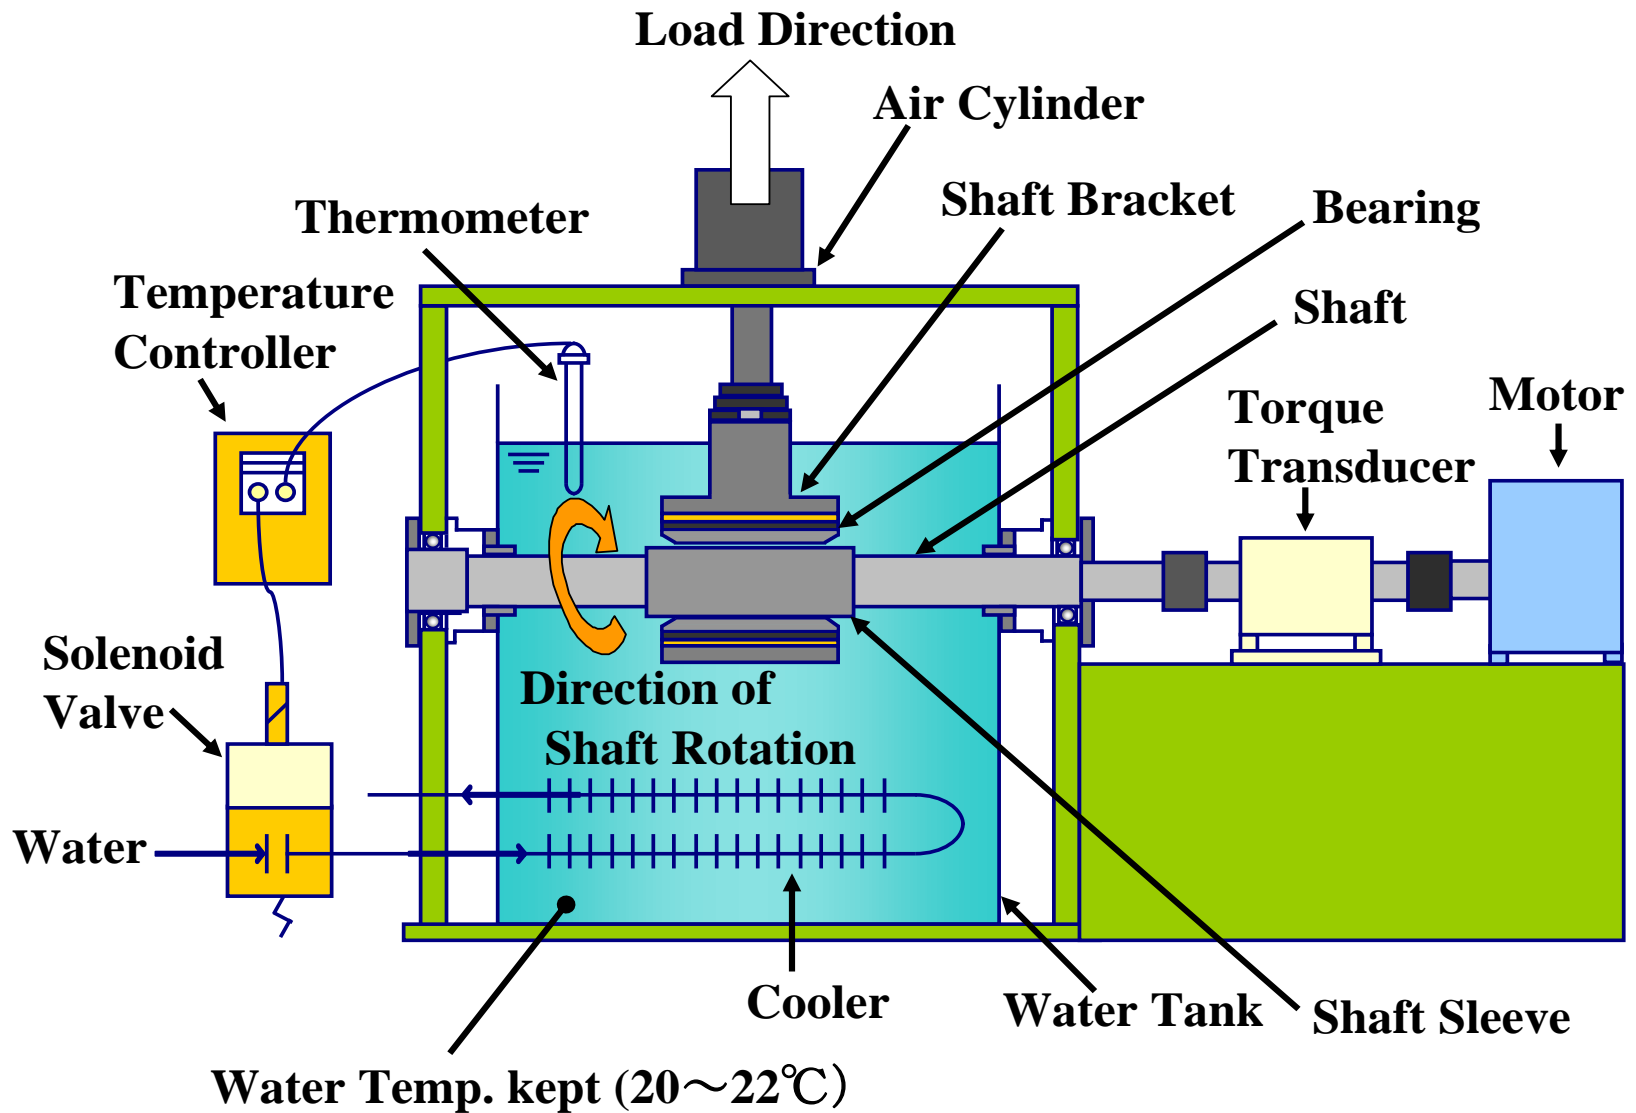 Load Direction
Air Cylinder
Shaft Bracket
Bearing
Thermometer
Temperature
Controller
Shaft
Torque
Transducer
Motor
Solenoid
Valve
Direction of
Shaft Rotation
Water
Cooler
Water Tank
Shaft Sleeve
Water Temp. kept (20～22℃)